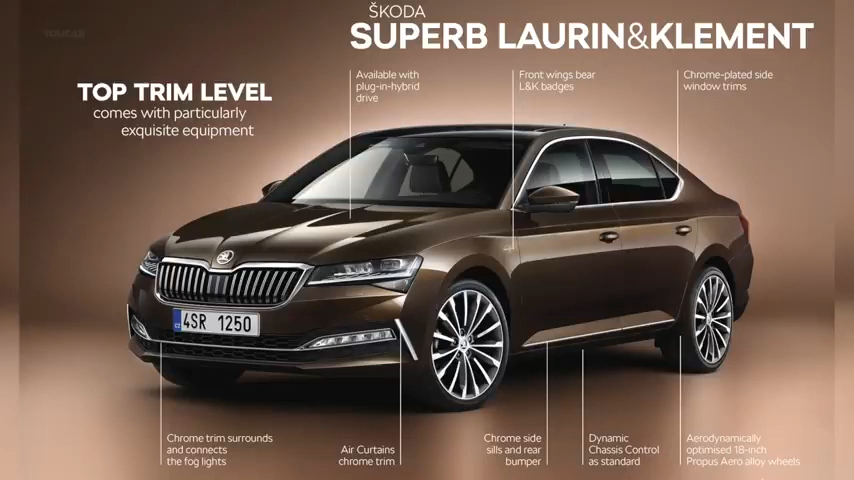 ŠKODA
SUPERB LAURIN&KLEMENT
TOP TRIM LEVEL
comes with particularly
exquisite equipment
Available with
plug-in-hybrid
drive
Front wings bear
L&K badges
Chrome-plated side
window trims
4SR 1250
CZ
Chrome trim surrounds
and connects
the fog lights
Air Curtains
chrome trim
Chrome side
sills and rear
bumper
Dynamic
Chassis Control
as standard
Aerodynamically
optimised 18-inch
Propus Aero alloy wheels